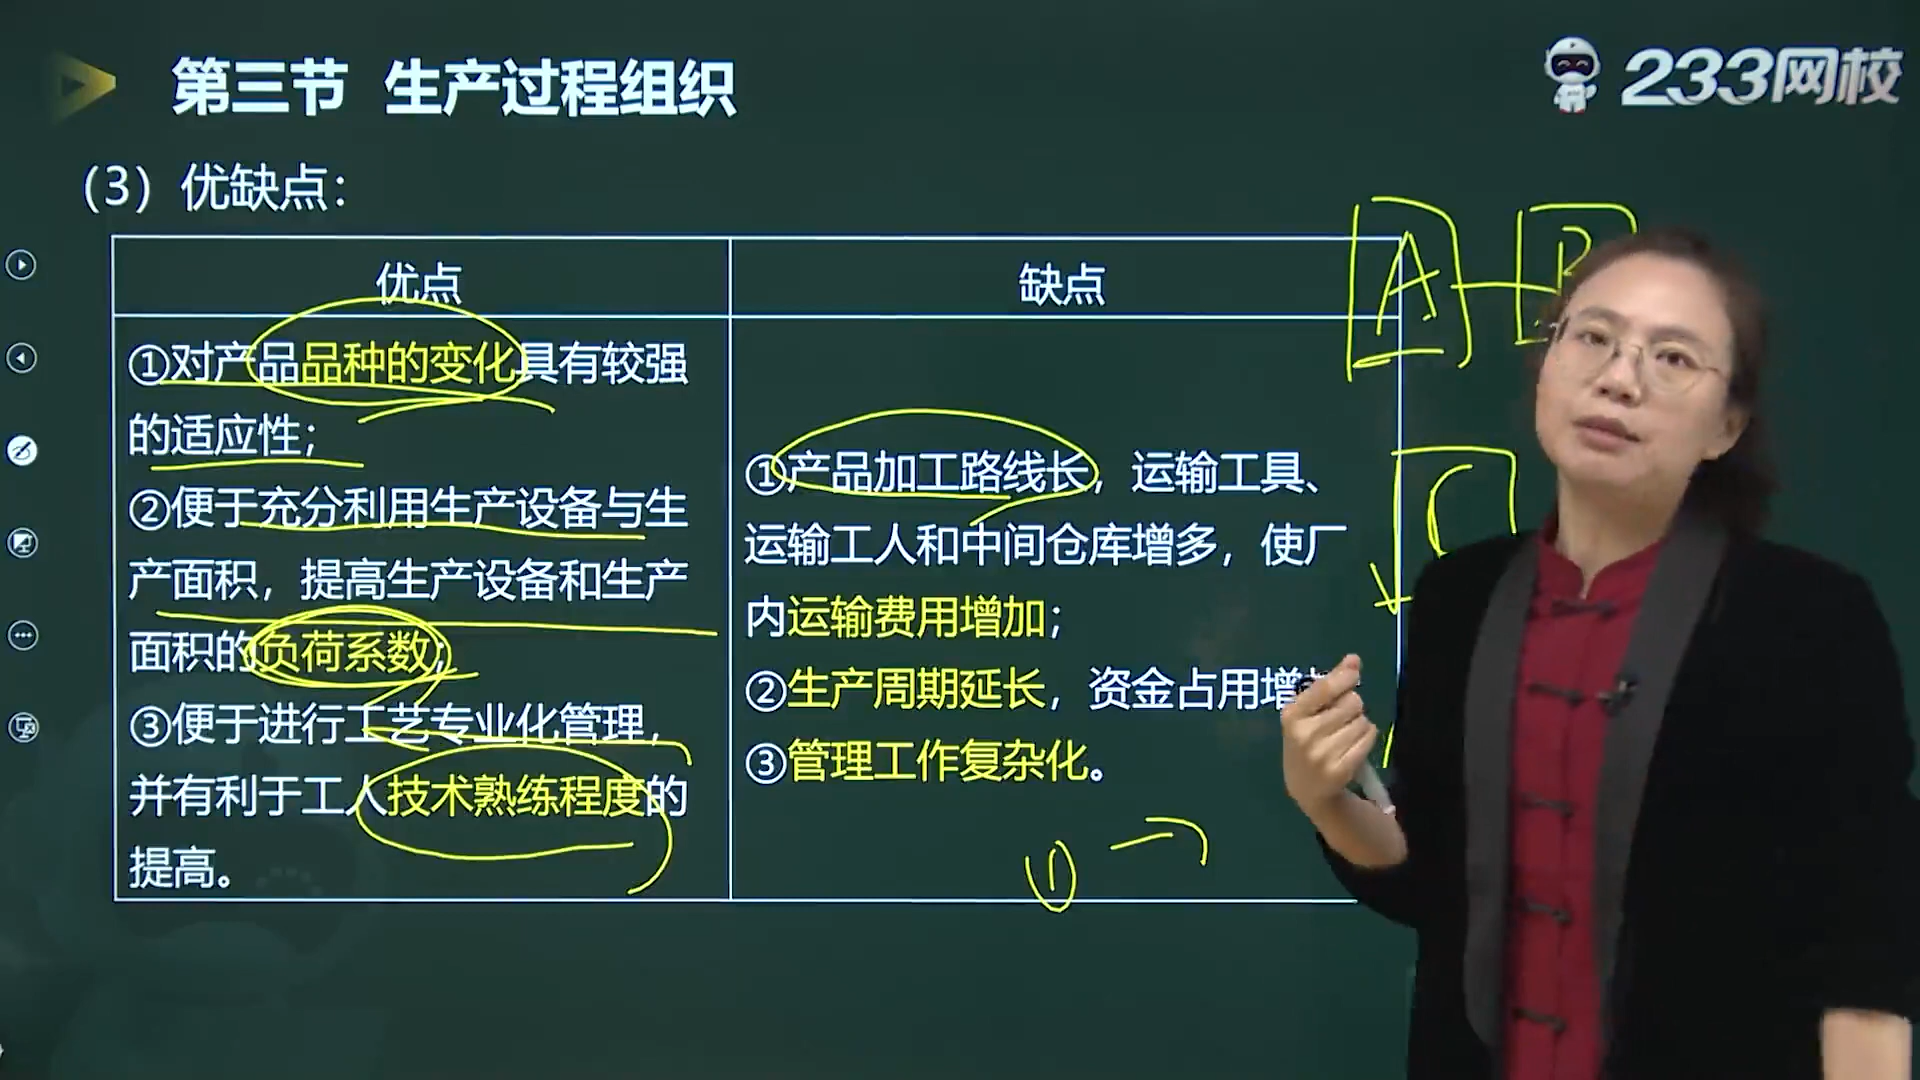 第三节 生产过程组织
233网校
（3）优缺点：
优点
缺点
①对产品品种的变化具有较强
的适应性；
②便于充分利用生产设备与生
产面积，提高生产设备和生产
面积的负荷系数；
③便于进行工艺专业化管理，
并有利于工人技术熟练程度的
提高。
①产品加工路线长，运输工具、
运输工人和中间仓库增多，使厂
内运输费用增加；
②生产周期延长，资金占用增
③管理工作复杂化。
A
B
C
①